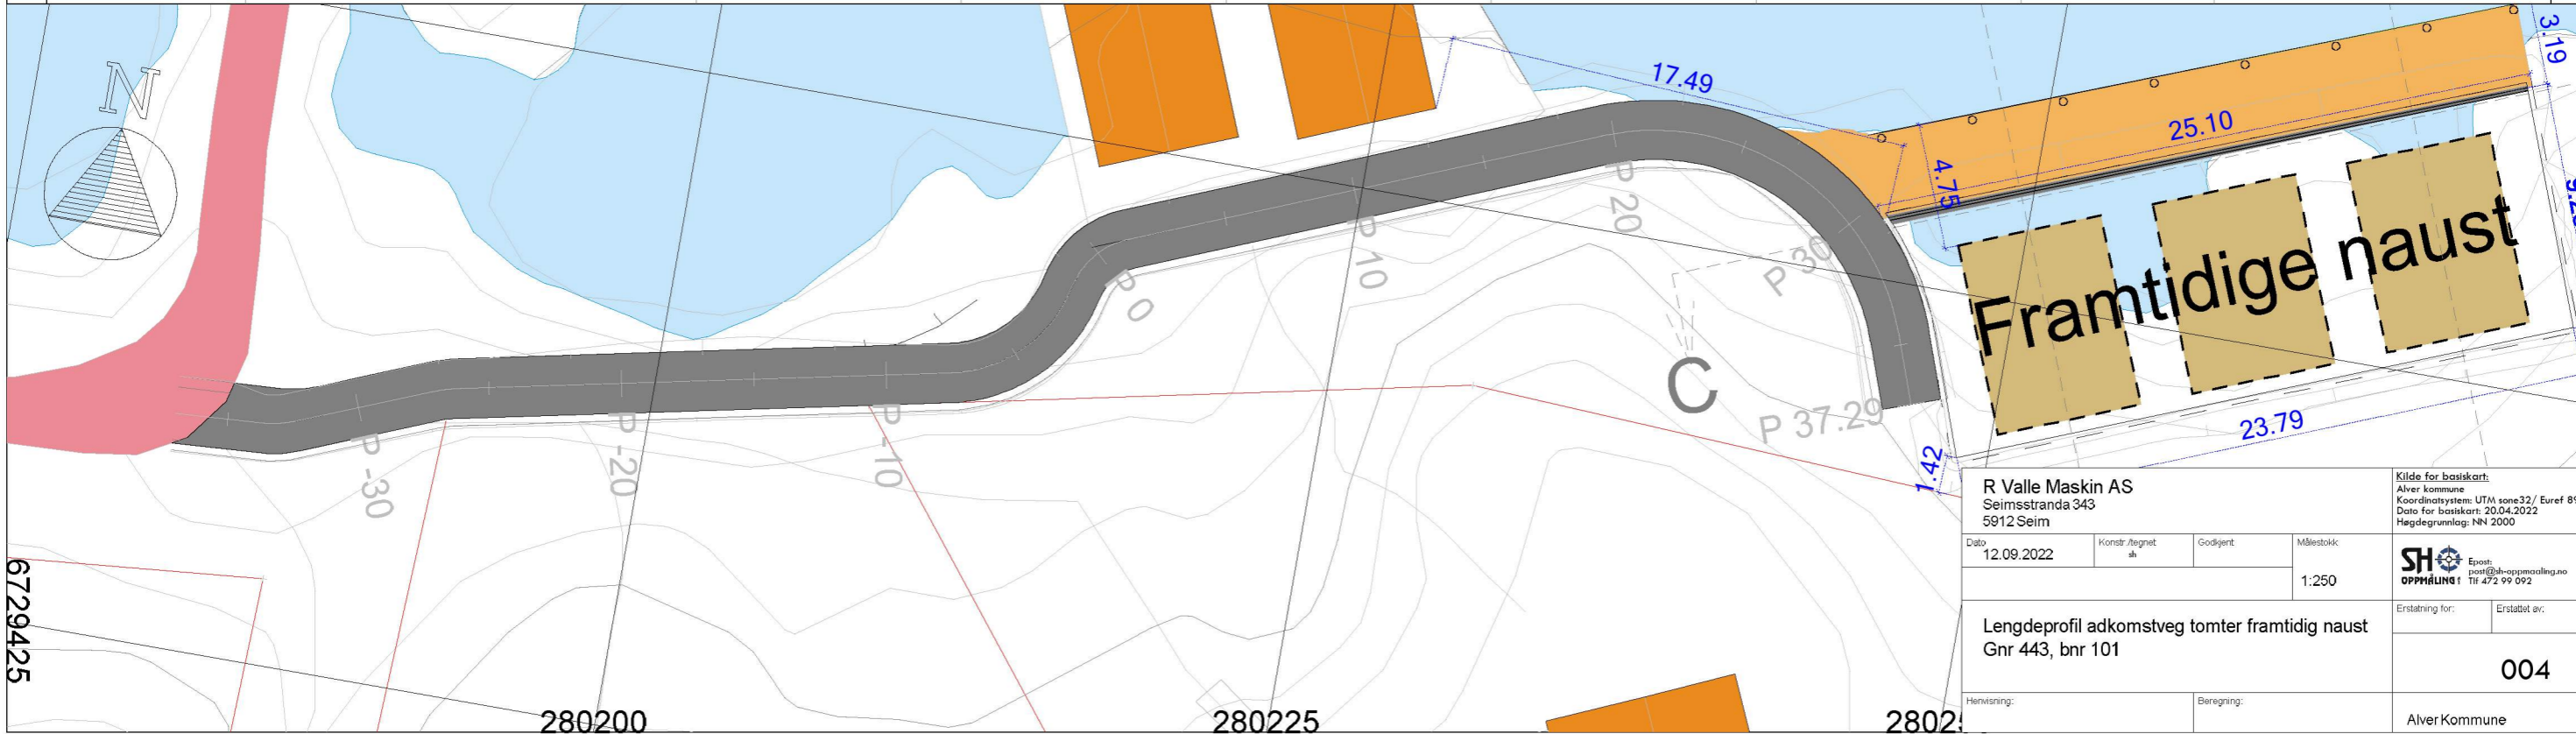 N
17.49
3.19
25.10
4.75
P 20
P 10
P 30
P 0
Framtidige naust
C
P 37.29
P -30
P -20
P -10
23.79
1.42
6729425
280200
280225
R Valle Maskin AS
Seimsstranda 343
5912 Seim
Kilde for basiskart:
Alver kommune
Koordinatsystem: UTM sone32/ Euref
Dato for basiskart: 20.04.2022
Høgdegrunnlag: NN 2000
Dato
12.09.2022
Konstr./tegnet
sh
Godkjent
Målestokk
1:250
SH
OPPMÅLING
Epost:
post@sh-oppmaaling.no
Tlf 472 99 092
Erstatning for:
Erstattet av:
Lengdeprofil adkomstveg tomter framtidig naust
Gnr 443, bnr 101
004
Henvisning:
Beregning:
Alver Kommune